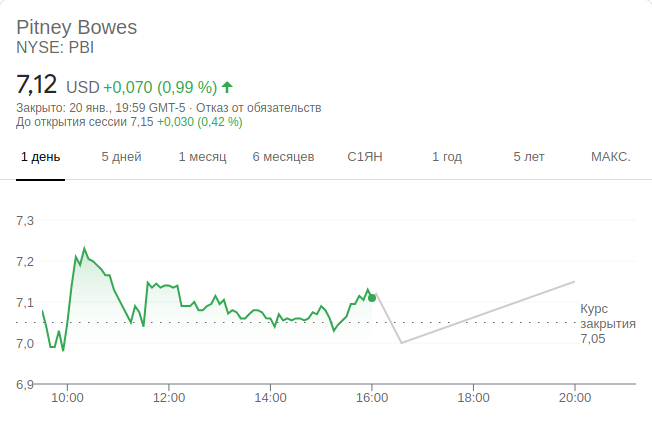 Pitney Bowes
NYSE: PBI
7,12 USD +0,070 (0,99 %)
Закрыто: 20 янв., 19:59 GMT-5 · Отказ от обязательств
До открытия сессии 7,15 +0,030 (0,42 %)
1 день 5 дней 1 месяц 6 месяцев С1ЯН 1 год 5 лет МАКС.
7,3
7,2
7,1
7,0
6,9
Курс
закрытия
7,05
10:00 12:00 14:00 16:00 18:00 20:00